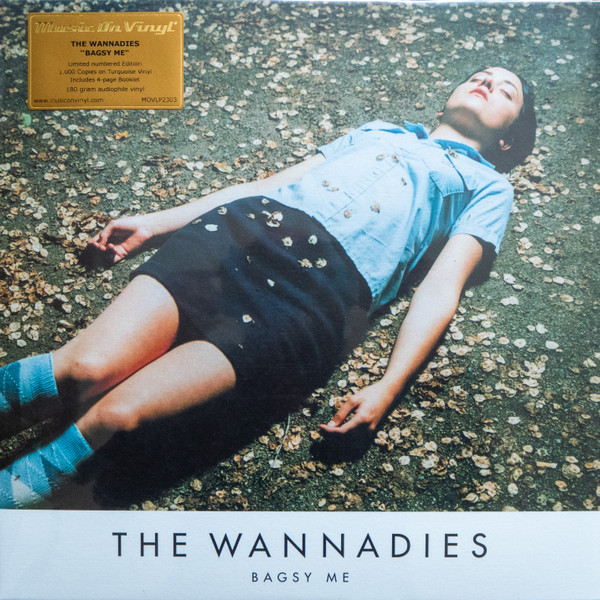 Music On Vinyl
THE WANNADIES
"BAGSY ME"
Limited numbered Edition
1.000 Copies on Turquoise Vinyl
Includes 4-page Booklet
180 gram audiophile vinyl
www.musiconvinyl.com MOVLP2303
THE WANNADIES
BAGSY ME